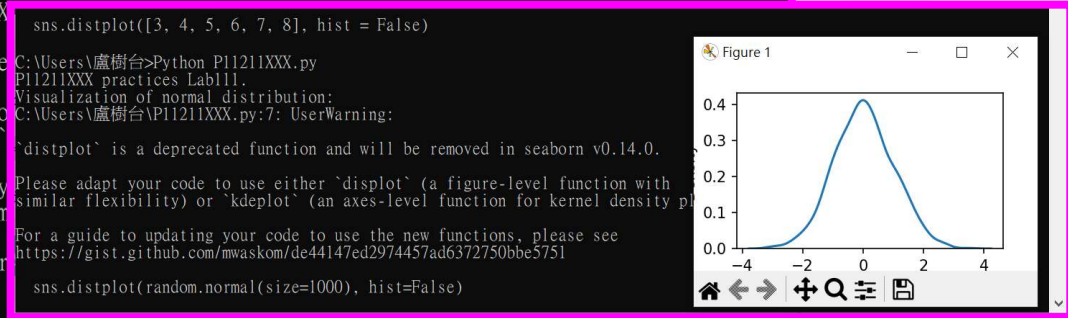 sns.distplot([3, 4, 5, 6, 7, 8], hist = False)
C:\Users\盧樹台>Python P11211XXX.py
P11211XXX practices Lab111.
Visualization of normal distribution:
C:\Users\盧樹台\P11211XXX.py:7: UserWarning:
`distplot` is a deprecated function and will be removed in seaborn v0.14.0.
Please adapt your code to use either `displot` (a figure-level function with
similar flexibility) or `kdeplot` (an axes-level function for kernel density pl
For a guide to updating your code to use the new functions, please see
https://gist.github.com/mwaskom/de44147ed2974457ad6372750bbe5751
sns.distplot(random.normal(size=1000), hist=False)
Figure 1
0.4
0.3
0.2
0.1
0.0
−4 −2 0 2 4